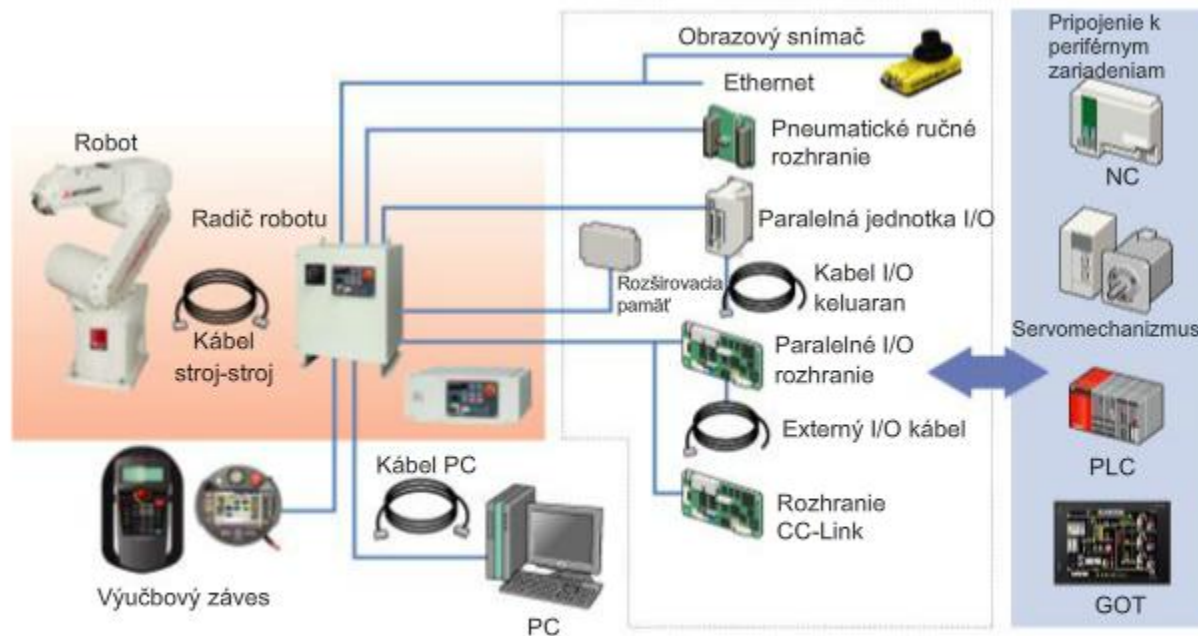 Obrazový snímač
Ethernet
Pneumatické ručné
rozhranie
Robot
Radič robotu
Paralelná jednotka I/O
Rozširovacia
pamäť
Kabel I/O
keluaran
Kábel
stroj-stroj
Paralelné I/O
rozhranie
Externý I/O kábel
Kábel PC
Rozhranie
CC-Link
Výučbový záves
PC
Pripojenie k
periférnym
zariadeniam
NC
Servomechanizmus
PLC
GOT